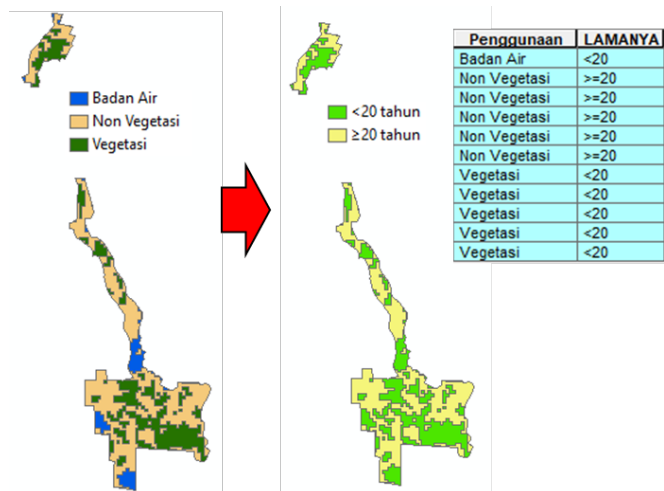 Badan Air
Non Vegetasi
Vegetasi
<20 tahun
≥20 tahun
Penggunaan LAMANYA
Badan Air <20
Non Vegetasi >=20
Non Vegetasi >=20
Non Vegetasi >=20
Non Vegetasi >=20
Non Vegetasi >=20
Vegetasi <20
Vegetasi <20
Vegetasi <20
Vegetasi <20
Vegetasi <20